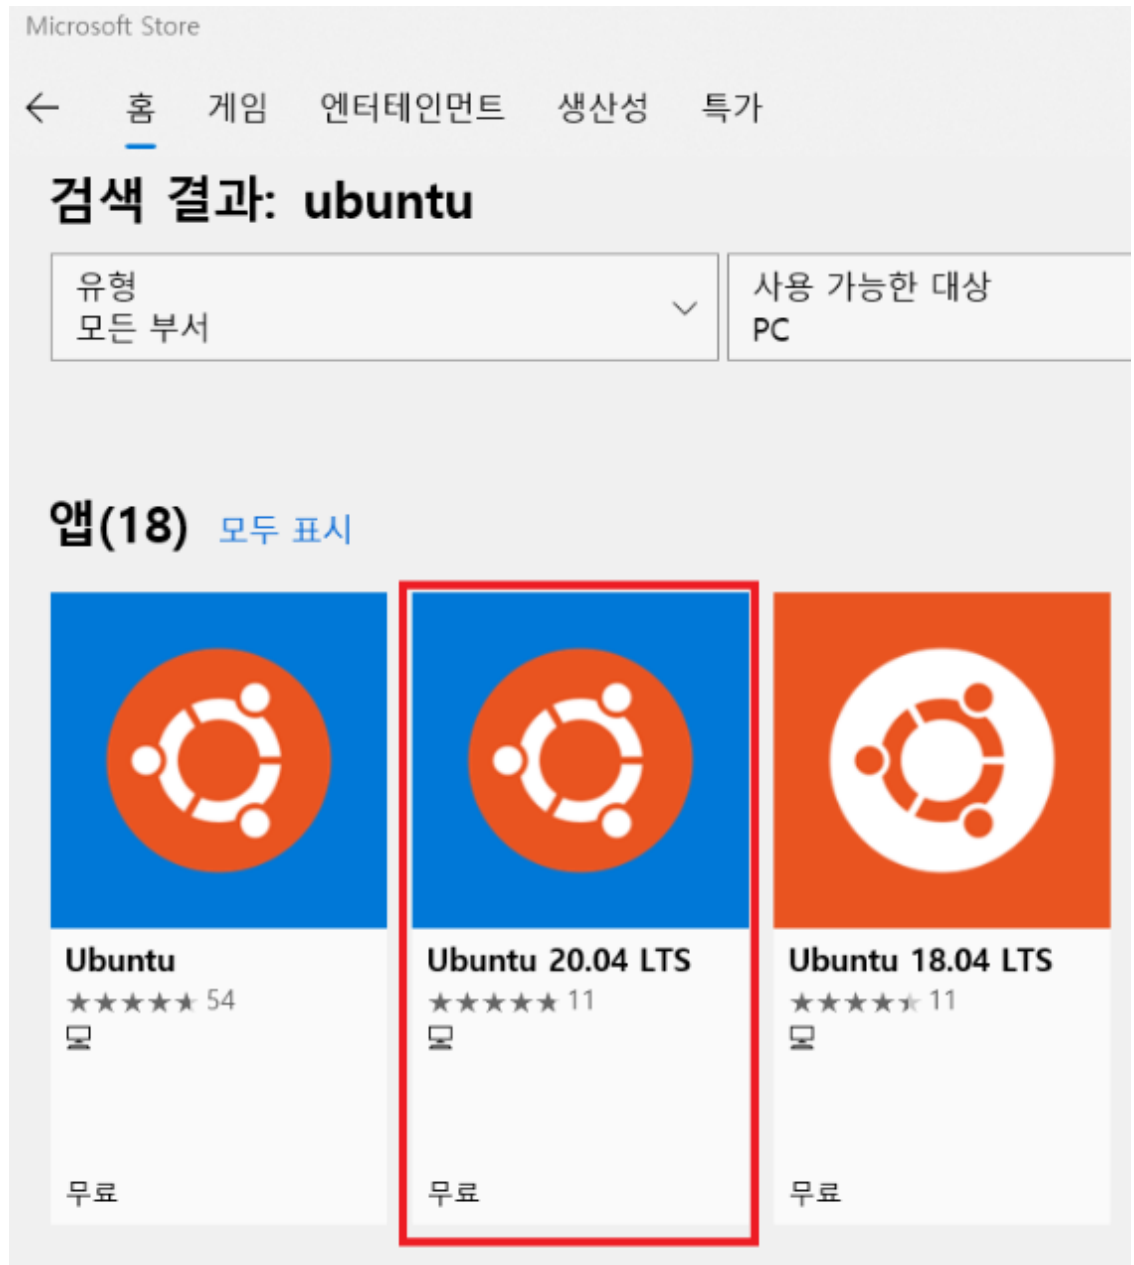 Microsoft Store
홈 게임 엔터테인먼트 생산성 특가
검색 결과: ubuntu
유형
모든 부서
사용 가능한 대상
PC
앱(18) 모두 표시
Ubuntu
54
무료
Ubuntu 20.04 LTS
11
무료
Ubuntu 18.04 LTS
11
무료